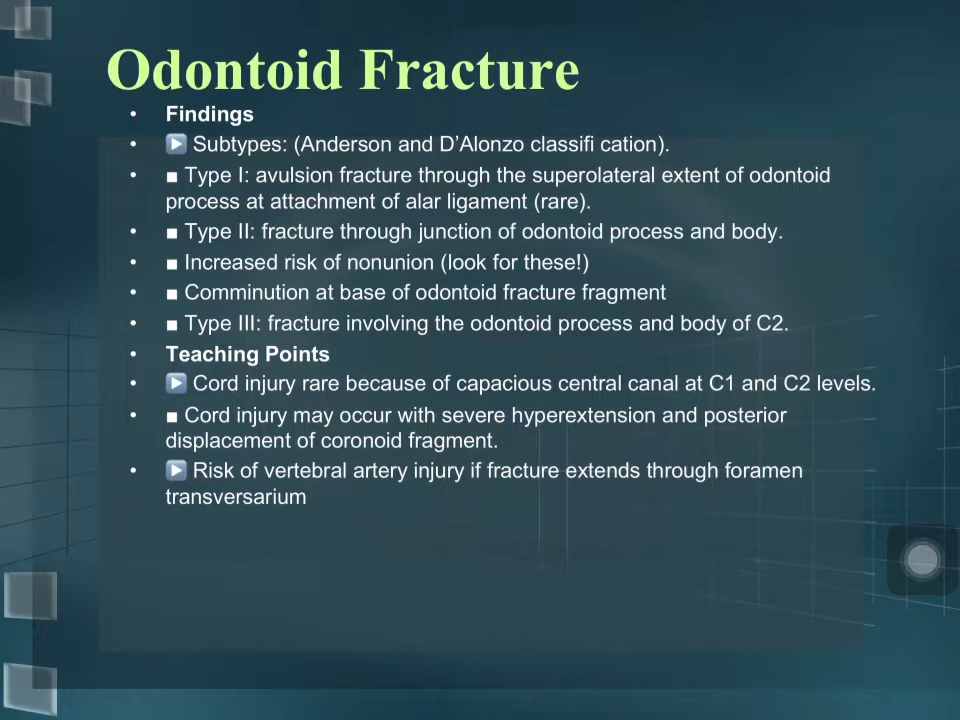 Odontoid Fracture
• Findings
• ▶ Subtypes: (Anderson and D’Alonzo classifi cation).
• ■ Type I: avulsion fracture through the superolateral extent of odontoid
process at attachment of alar ligament (rare).
• ■ Type II: fracture through junction of odontoid process and body.
• ■ Increased risk of nonunion (look for these!)
• ■ Comminution at base of odontoid fracture fragment
• ■ Type III: fracture involving the odontoid process and body of C2.
• Teaching Points
• ▶ Cord injury rare because of capacious central canal at C1 and C2 levels.
• ■ Cord injury may occur with severe hyperextension and posterior
displacement of coronoid fragment.
• ▶ Risk of vertebral artery injury if fracture extends through foramen
transversarium